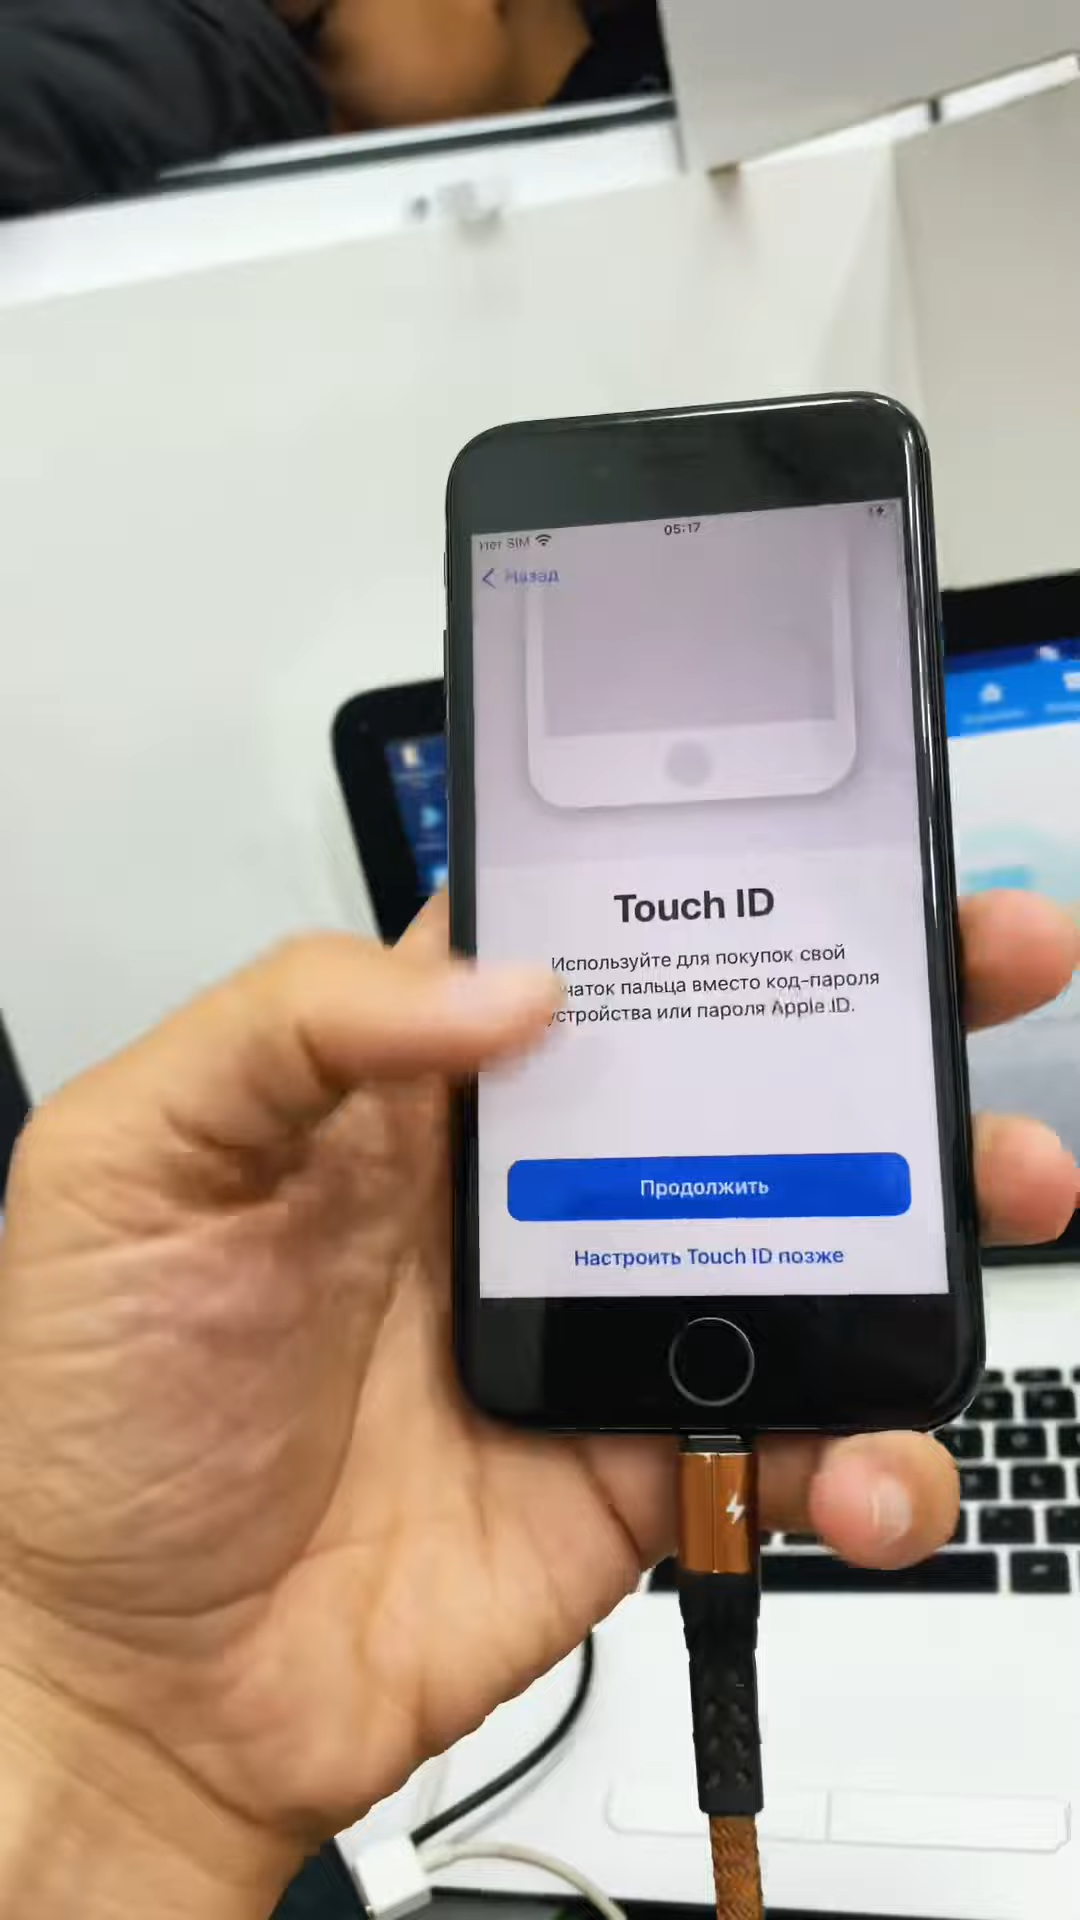 Нет SIM
05:17
Назад
Touch ID
Используйте для покупок свой
пальца вместо код-пароля
устройства или пароля Apple ID.
Продолжить
Настроить Touch ID позже